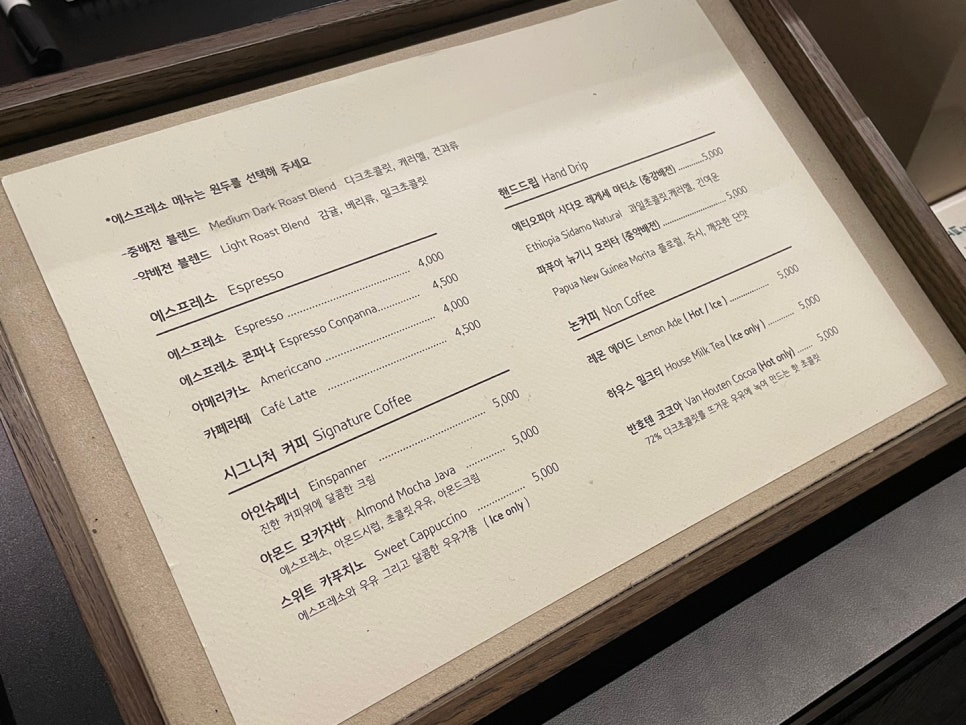 *에스프레소 메뉴는 원두를 선택해 주세요
-중배전 블렌드 Medium Dark Roast Blend 다크초콜릿, 캐러멜, 견과류
-약배전 블렌드 Light Roast Blend 감귤, 베리류, 밀크초콜릿
에스프레소 Espresso
에스프레소 Espresso 4,000
에스프레소 콘파냐 Espresso Conpanna 4,500
아메리카노 Americcano 4,000
카페라떼 Café Latte 4,500
시그니처 커피 Signature Coffee
아인슈페너 Einspanner 5,000
진한 커피위에 달콤한 크림
아몬드 모카자바 Almond Mocha Java 5,000
에스프레소, 아몬드시럽, 초콜릿,우유, 아몬드크림
스위트 카푸치노 Sweet Cappuccino 5,000
에스프레소와 우유 그리고 달콤한 우유거품 ( Ice only )
핸드드립 Hand Drip
에티오피아 시다모 레게세 마티소 (중강배전) 5,000
Ethiopia Sidamo Natural 과일초콜릿,캐러멜, 긴여운
파푸아 뉴기니 모리타 (중약배전) 5,000
Papua New Guinea Morita 플로럴, 쥬시, 깨끗한 단맛
논커피 Non Coffee
레몬 에이드 Lemon Ade ( Hot / Ice ) 5,000
하우스 밀크티 House Milk Tea ( Ice only ) 5,000
반호텐 코코아 Van Houten Cocoa (Hot only) 5,000
72% 다크초콜릿를 뜨거운 우유에 녹여 만드는 핫 초콜릿